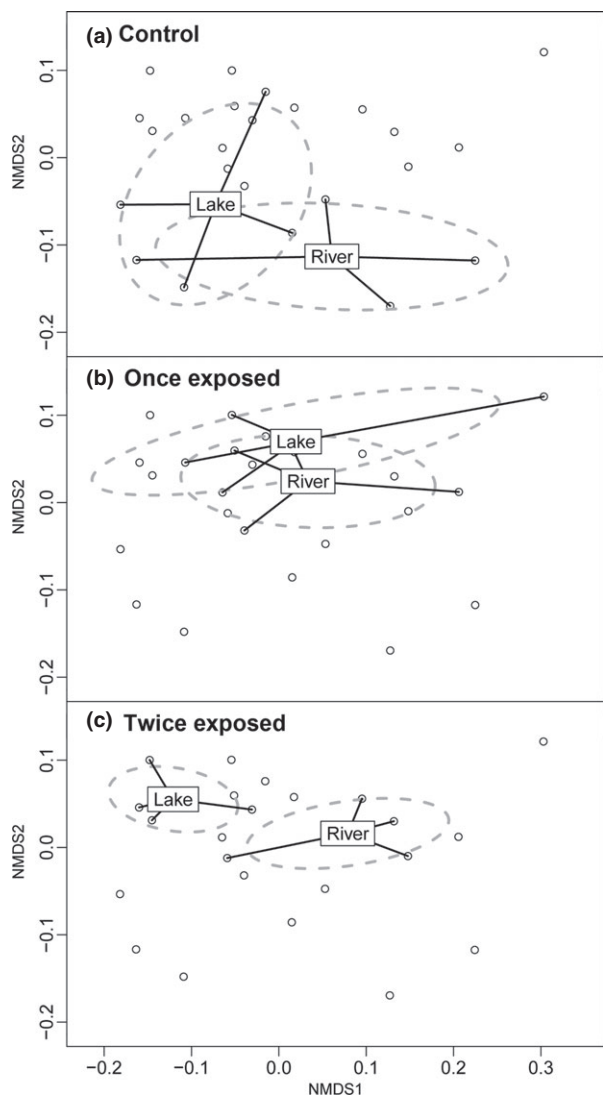 (a) Control
0.1
0.0
−0.1
−0.2
NMDS2
Lake
River
(b) Once exposed
0.1
0.0
−0.1
−0.2
NMDS2
Lake
River
(c) Twice exposed
0.1
0.0
−0.1
−0.2
NMDS2
Lake
River
−0.2 −0.1 0.0 0.1 0.2 0.3
NMDS1